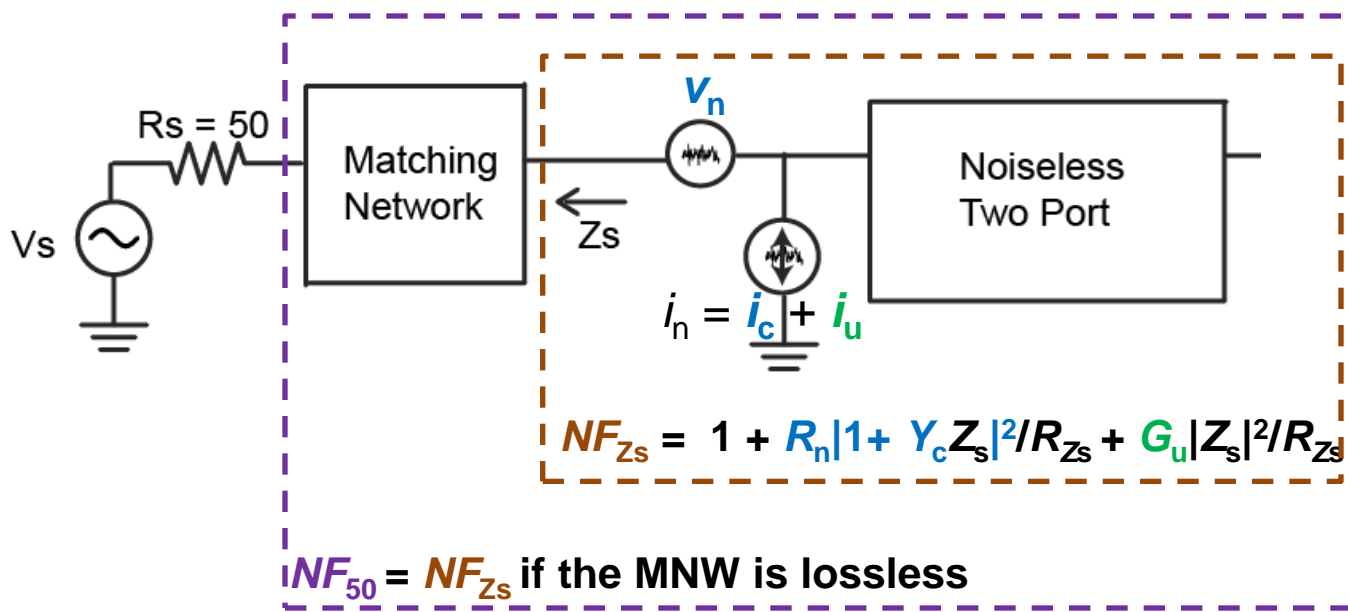 Rs = 50
Vs
Matching
Network
Zs
vn
in = ic + iu
Noiseless
Two Port
NFZs = 1 + Rn|1+ YcZs|²/RZs + Gu|Zs|²/RZs
NF50 = NFZs if the MNW is lossless